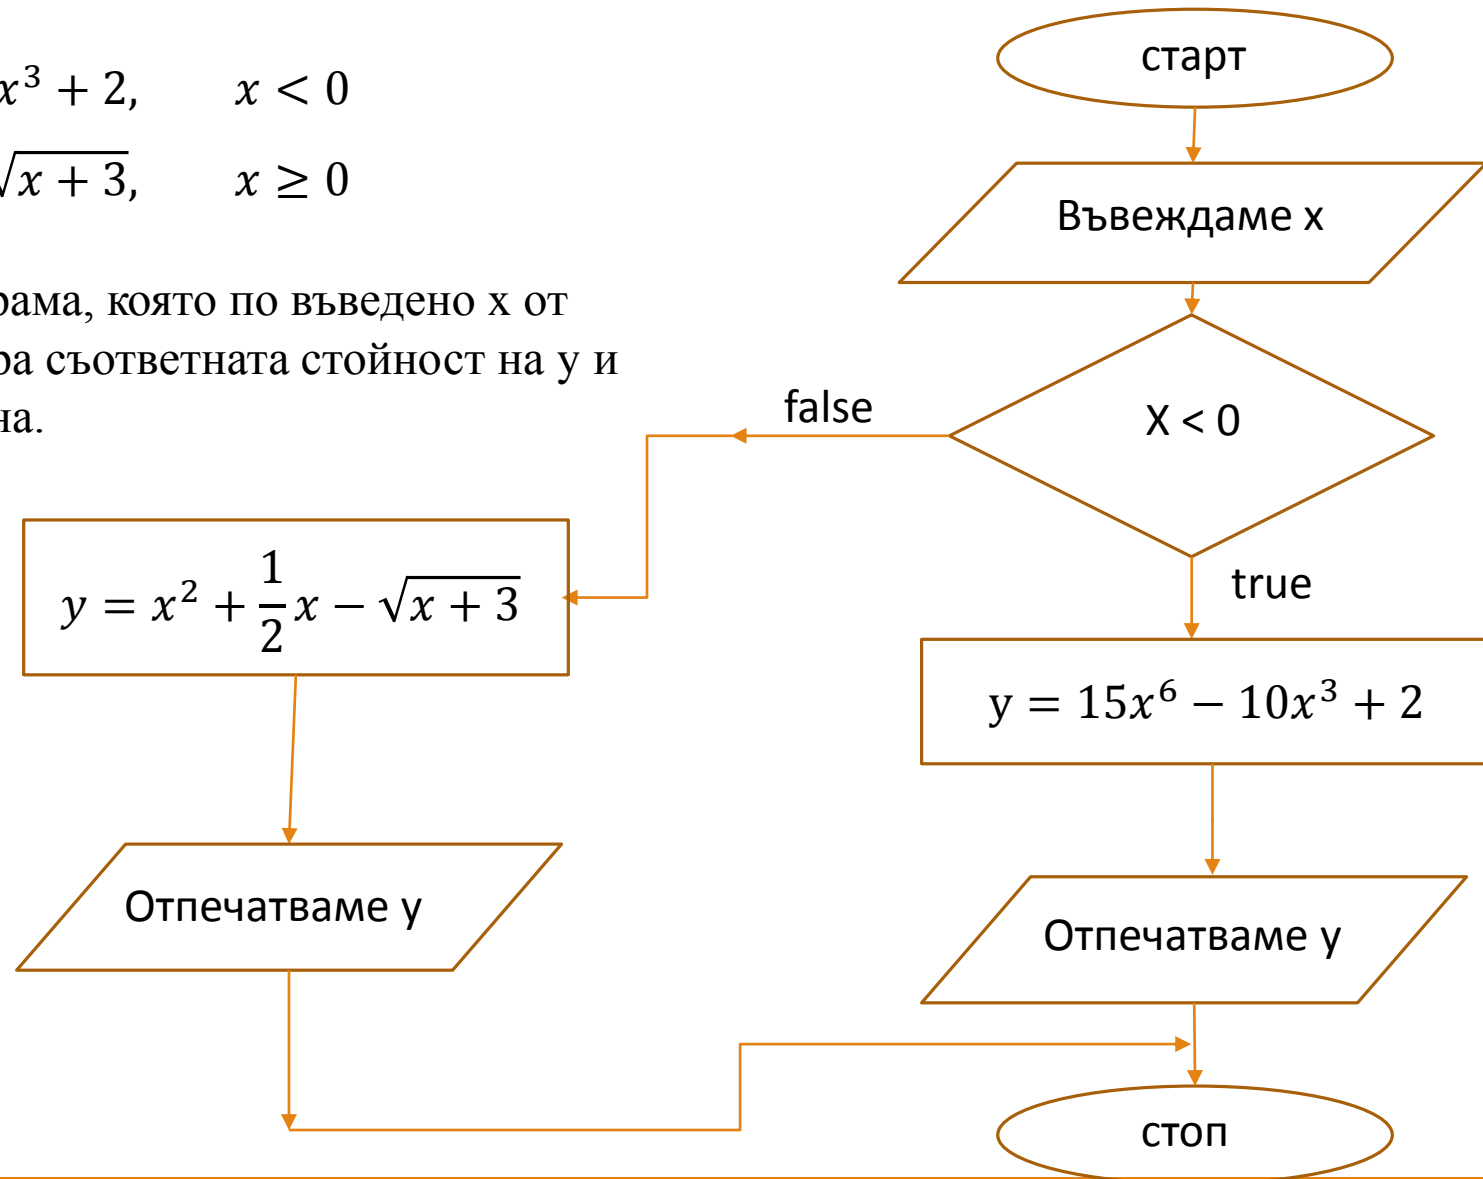 x³ + 2, x < 0
√x + 3, x ≥ 0
рама, която по въведено x от
ра съответната стойност на y и
на.
старт
Въвеждаме x
X < 0
false
true
y = x² + 1/2 x − √x + 3
y = 15x⁶ − 10x³ + 2
Отпечатваме y
Отпечатваме y
стоп